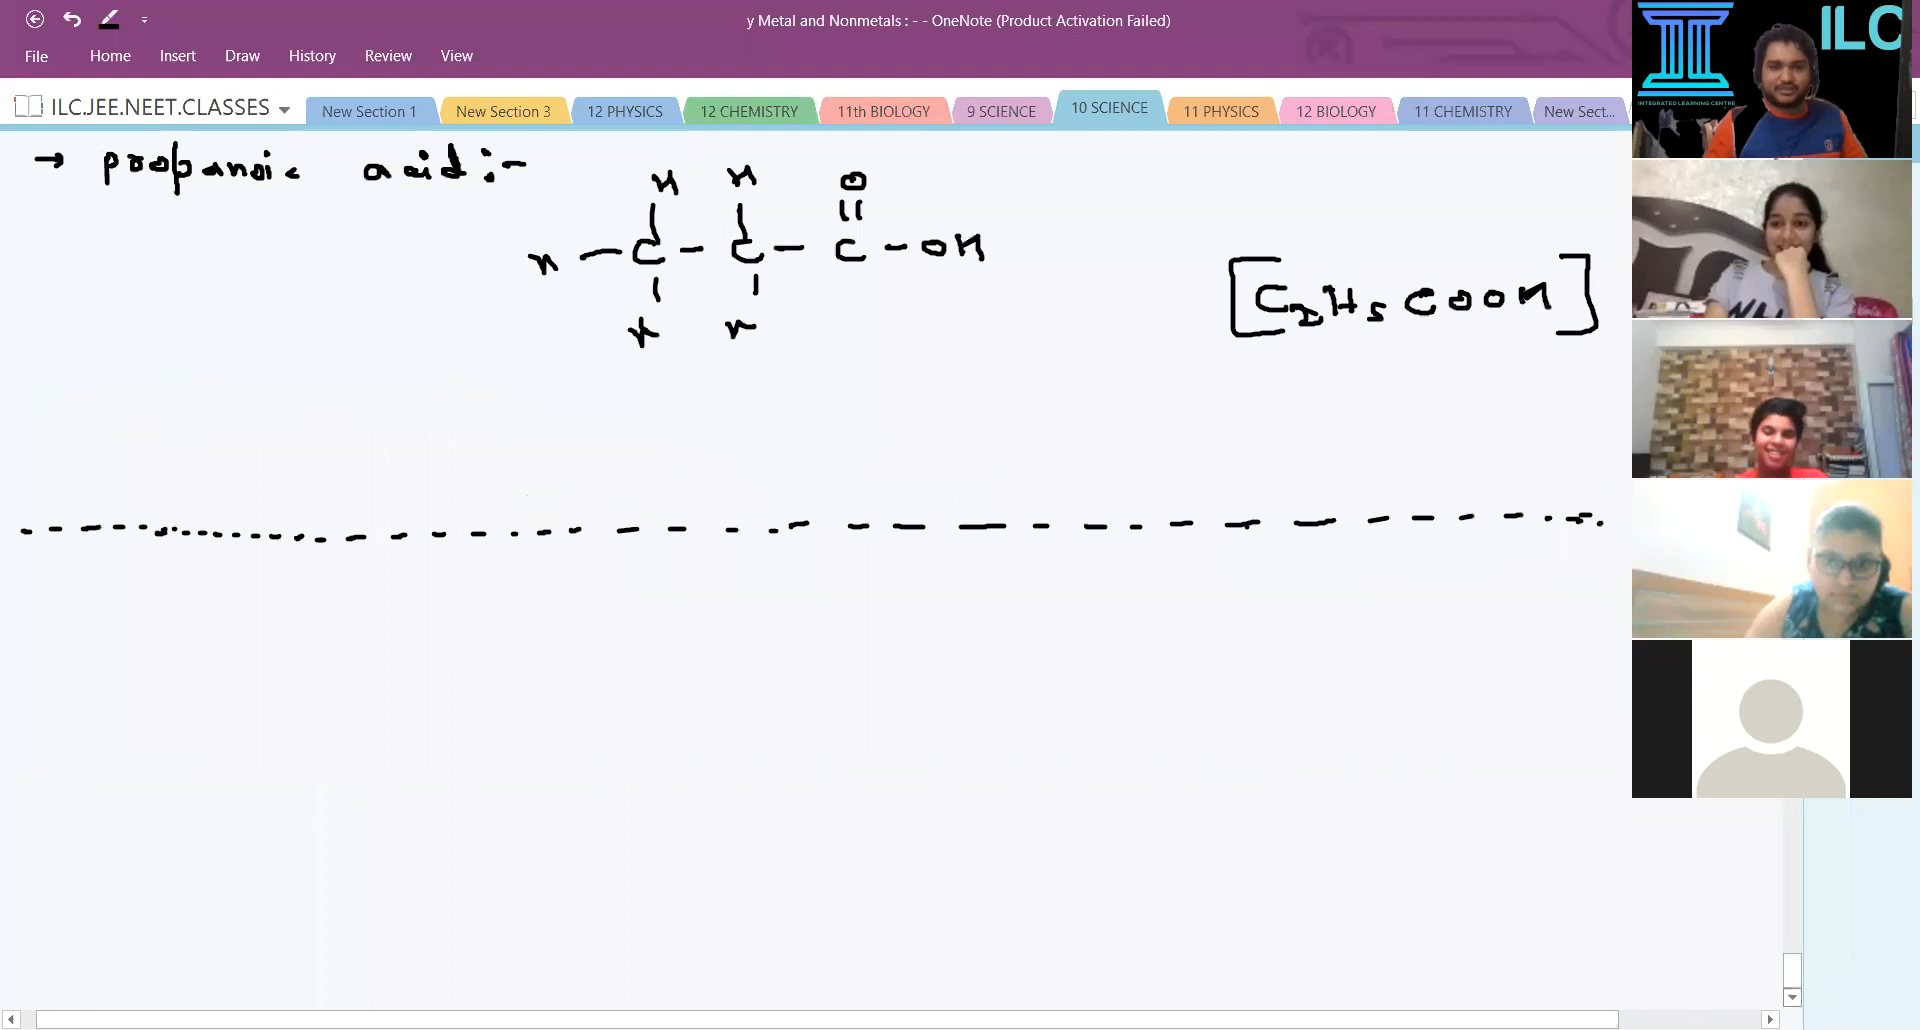 y Metal and Nonmetals : - - OneNote (Product Activation Failed)
File Home Insert Draw History Review View
ILC.JEE.NEET.CLASSES New Section 1 New Section 3 12 PHYSICS 12 CHEMISTRY 11th BIOLOGY 9 SCIENCE 10 SCIENCE 11 PHYSICS 12 BIOLOGY 11 CHEMISTRY New Sect...
ILC
INTEGRATED LEARNING CENTRE
→ propanoic acid :-
H H O
H - C - C - C - OH
H H
[C2H5COOH]